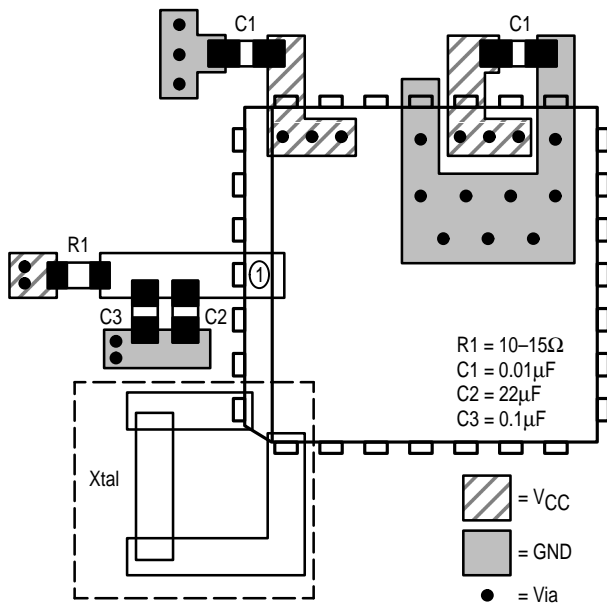 C1
C1
R1
1
C3
C2
R1 = 10–15Ω
C1 = 0.01µF
C2 = 22µF
C3 = 0.1µF
Xtal
= VCC
= GND
= Via